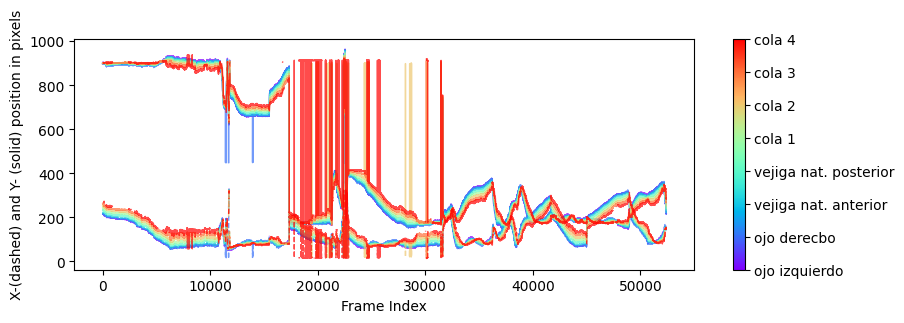 X-(dashed) and Y- (solid) position in pixels
1000
800
600
400
200
0
0
10000
20000
30000
40000
50000
Frame Index
cola 4
cola 3
cola 2
cola 1
vejiga nat. posterior
vejiga nat. anterior
ojo derecbo
ojo izquierdo